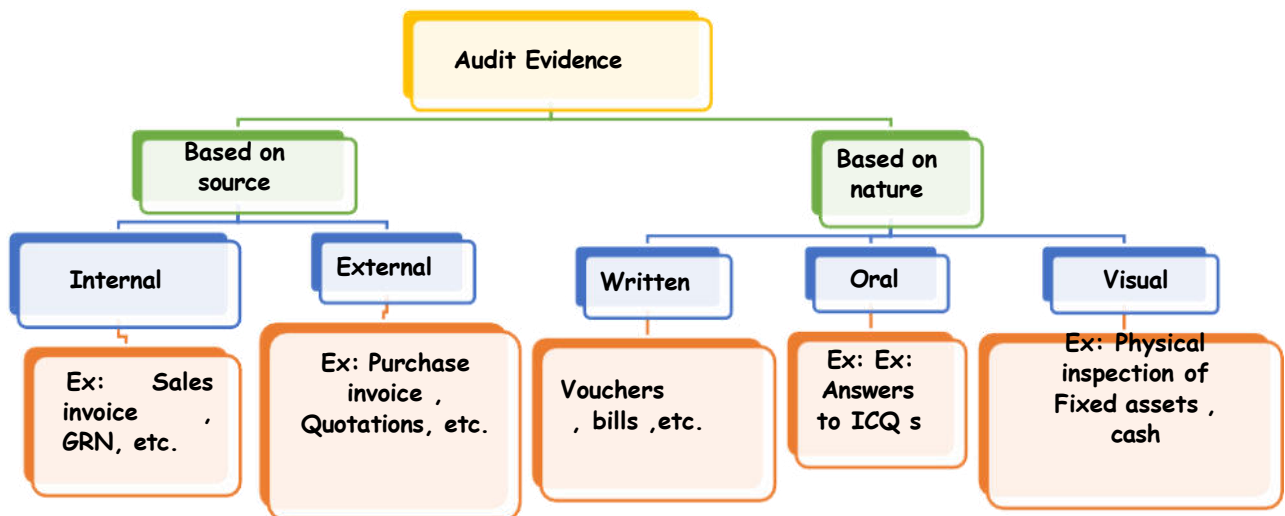 Audit Evidence
Based on
source
Based on
nature
Internal
External
Written
Oral
Visual
Ex: Sales
invoice ,
GRN, etc.
Ex: Purchase
invoice ,
Quotations, etc.
Vouchers
, bills ,etc.
Ex: Ex:
Answers
to ICQ s
Ex: Physical
inspection of
Fixed assets ,
cash